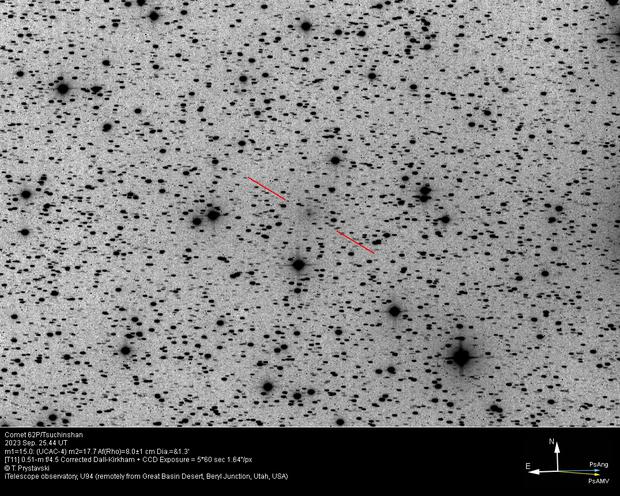 Comet 62P/Tsuchinshan
2023 Sep. 25.44 UT
m1=15.0: (UCAC-4) m2=17.7 Af(Rho)=8.0±1 cm Dia.=&1.3'
[T11] 0.51-m f/4.5 Corrected Dall-Kirkham + CCD Exposure = 5*60 sec 1.64"/px
© T. Prystavski
iTelescope observatory, U94 (remotely from Great Basin Desert, Beryl Junction, Utah, USA)
N
E
PsAng
PsAMV